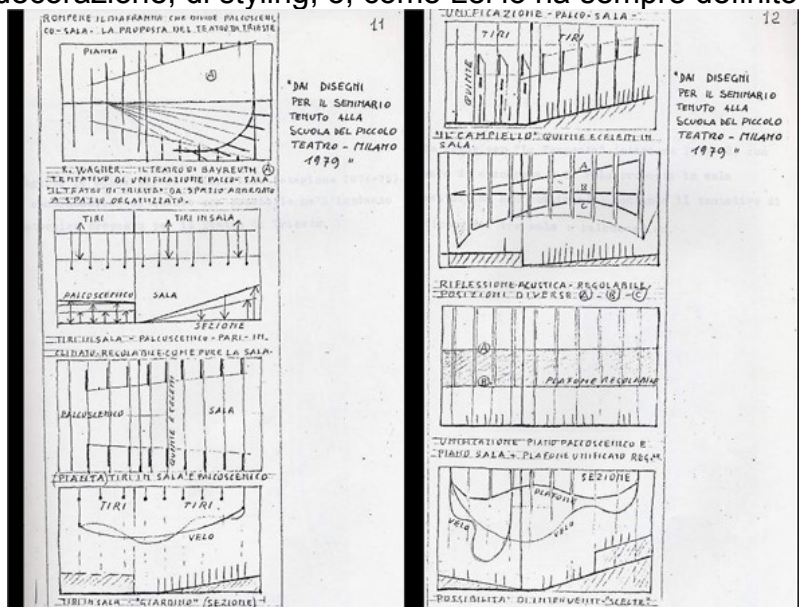 decorazione, di styling, e, come Lei lo ha sempre definito
ROMPERE IL DIAFRAMMA CHE DIVIDE PALCOSCENI
CO-SALA. LA PROPOSTA DEL TEATRO DI TRIESTE
11
PIANTA
A
"DAI DISEGNI
PER IL SEMINARIO
TENUTO ALLA
SCUOLA DEL PICCOLO
TEATRO - MILANO
1979"
R. WAGNER. IL TEATRO DI BAYREUTH A
TENTATIVO DI UNIFICAZIONE PALCO-SALA
IL TEATRO DI TRIESTE: DA SPAZIO
A SPAZIO ORGANIZZATO.
TIRI
TIRI IN SALA
PALCOSCENICO
SALA
SEZIONE
TIRI IN SALA - PALCOSCENICO - PARI-IN.
CLINATO REGOLABILE COME PURE LA SALA.
PALCOSCENICO
QUINTE E CELETTI
SALA
(PIANTA) TIRI IN SALA E PALCOSCENICO
TIRI
TIRI
VELO
TIRI IN SALA - "GIARDINO" (SEZIONE)
UNIFICAZIONE - PALCO - SALA -
12
TIRI
TIRI
QUINTE
"DAI DISEGNI
PER IL SEMINARIO
TENUTO ALLA
SCUOLA DEL PICCOLO
TEATRO - MILANO
1979"
"IL CAMPIELLO" QUINTE E CELETTI IN
SALA.
A
B
C
RIFLESSIONE ACUSTICA - REGOLABILE
POSIZIONI DIVERSE A - B - C
A
B
PLAFONE REGOLABILE
UNIFICAZIONE PIANO PALCOSCENICO E
PIANO SALA + PLAFONE UNIFICATO REG.
SEZIONE
PLAFONE
VELO
VELO
POSSIBILITA' DI INTERVENTI "SCELTE"